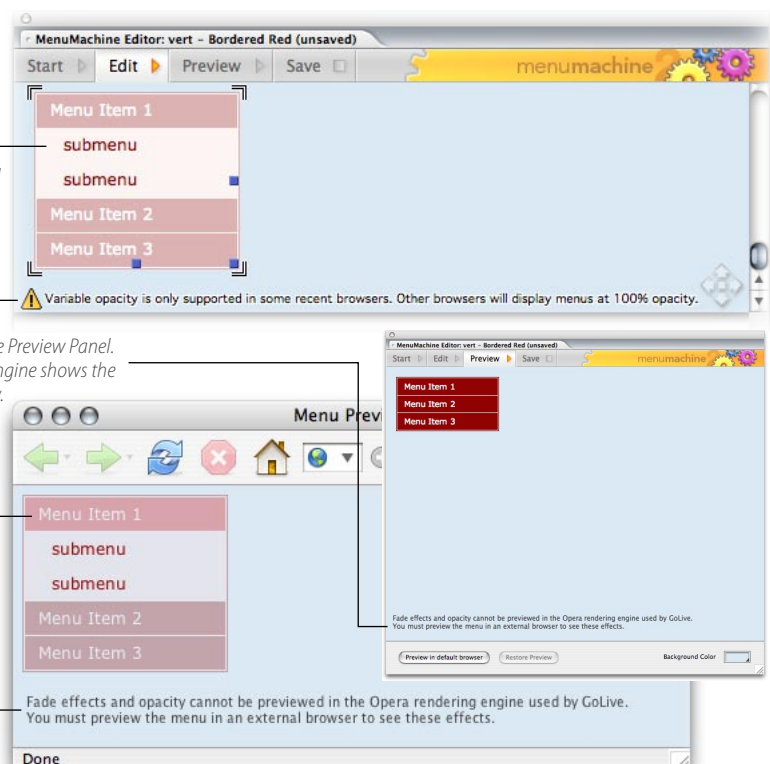 MenuMachine Editor: vert - Bordered Red (unsaved)
Start Edit Preview Save menumachine 2
Menu Item 1
submenu
submenu
Menu Item 2
Menu Item 3
Variable opacity is only supported in some recent browsers. Other browsers will display menus at 100% opacity.
e Preview Panel.
ngine shows the
MenuMachine Editor: vert - Bordered Red (unsaved)
Start Edit Preview Save menumachine 2
Menu Item 1
Menu Item 2
Menu Item 3
Fade effects and opacity cannot be previewed in the Opera rendering engine used by GoLive.
You must preview the menu in an external browser to see these effects.
Preview in default browser Restore Preview Background Color
Menu Previ
Menu Item 1
submenu
submenu
Menu Item 2
Menu Item 3
Fade effects and opacity cannot be previewed in the Opera rendering engine used by GoLive.
You must preview the menu in an external browser to see these effects.
Done